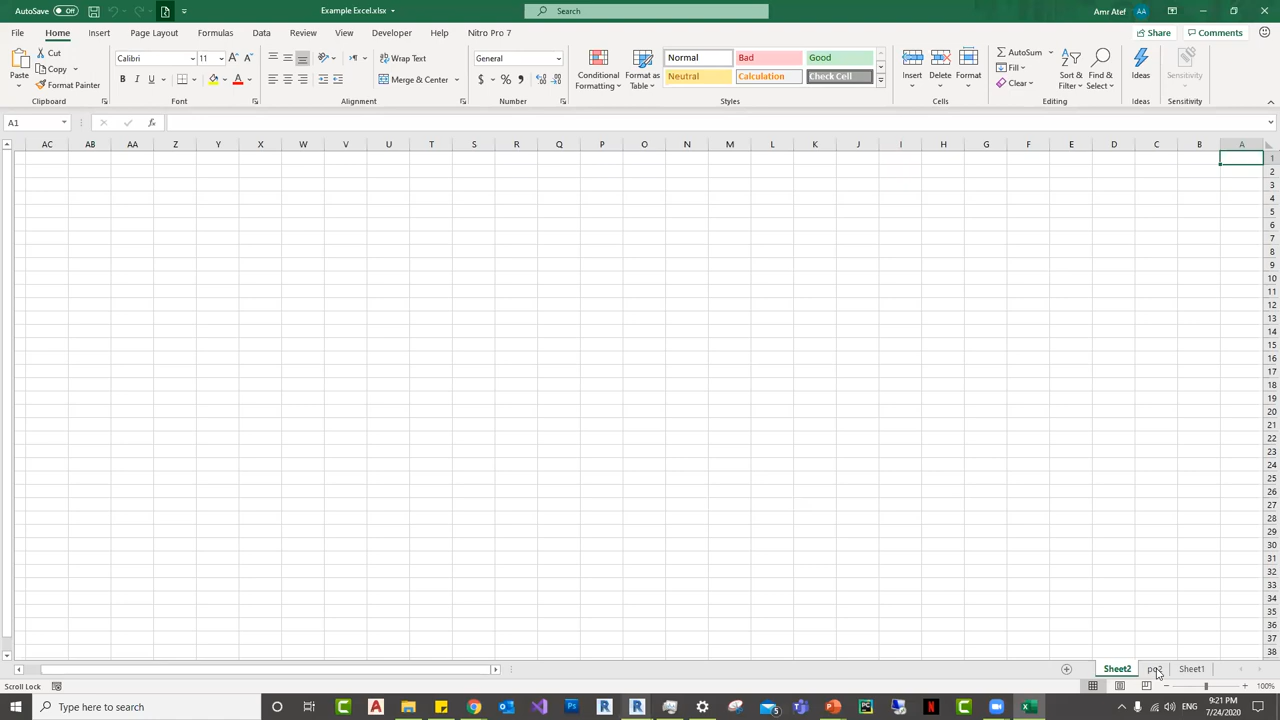 AutoSave Off Example Excel.xlsx Search Amr Atef AA
File Home Insert Page Layout Formulas Data Review View Developer Help Nitro Pro 7 Share Comments
Paste Cut Copy Format Painter Clipboard
Calibri 11 B I U Font
Wrap Text Merge & Center Alignment
General $ % Number
Conditional Formatting Format as Table Normal Bad Good Neutral Calculation Check Cell Styles
Insert Delete Format Cells
AutoSum Fill Clear Sort & Filter Find & Select Editing
Ideas Ideas
Sensitivity Sensitivity
A1 fx
AC AB AA Z Y X W V U T S R Q P O N M L K J I H G F E D C B A
1
2
3
4
5
6
7
8
9
10
11
12
13
14
15
16
17
18
19
20
21
22
23
24
25
26
27
28
29
30
31
32
33
34
35
36
37
38
Sheet2 Sheet1
Scroll Lock 100%
Type here to search 5 9:21 PM
7/24/2020